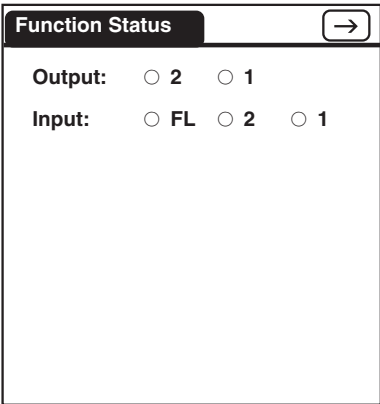 Function Status →
Output: ○ 2 ○ 1
Input: ○ FL ○ 2 ○ 1